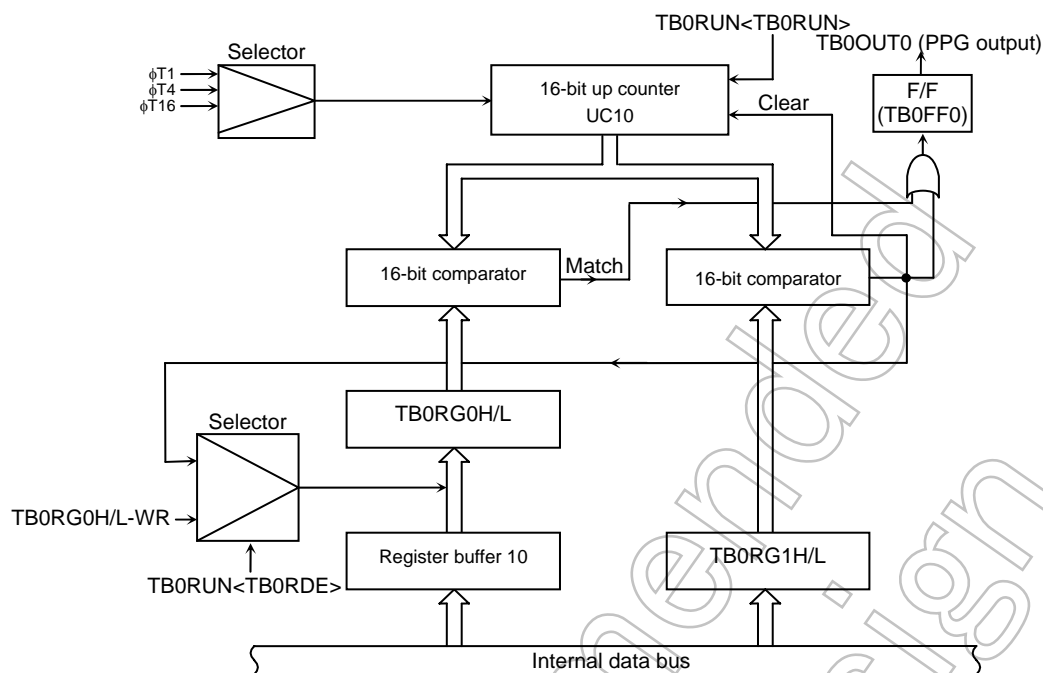 TB0RUN<TB0RUN>
TB0OUT0 (PPG output)
Selector
φT1
φT4
φT16
16-bit up counter
UC10
Clear
F/F
(TB0FF0)
16-bit comparator
Match
16-bit comparator
TB0RG0H/L
Selector
TB0RG0H/L-WR
Register buffer 10
TB0RG1H/L
TB0RUN<TB0RDE>
Internal data bus